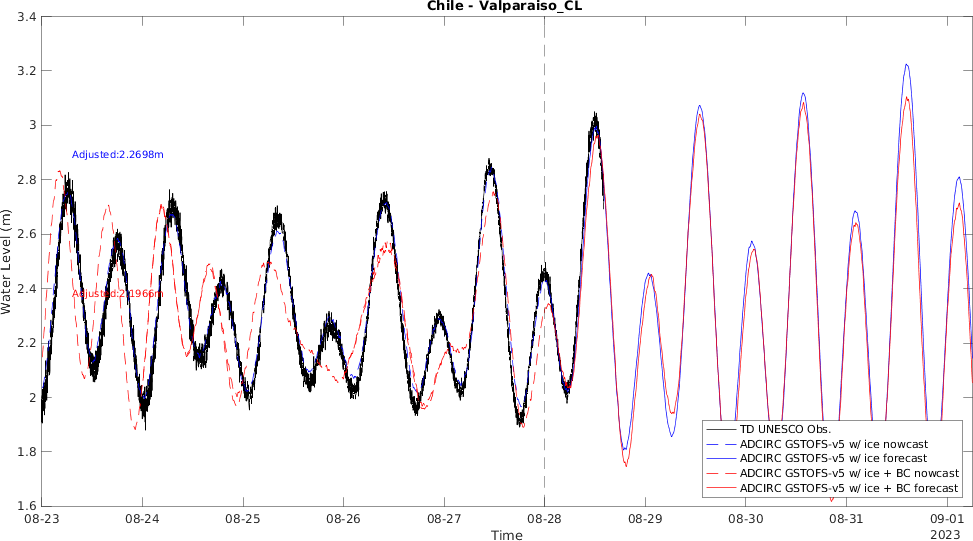 Chile - Valparaiso_CL
3.4
3.2
3
2.8
2.6
2.4
2.2
2
1.8
1.6
Water Level (m)
Adjusted:2.2698m
Adjusted:2.1966m
TD UNESCO Obs.
ADCIRC GSTOFS-v5 w/ ice nowcast
ADCIRC GSTOFS-v5 w/ ice forecast
ADCIRC GSTOFS-v5 w/ ice + BC nowcast
ADCIRC GSTOFS-v5 w/ ice + BC forecast
08-23 08-24 08-25 08-26 08-27 08-28 08-29 08-30 08-31 09-01
2023
Time